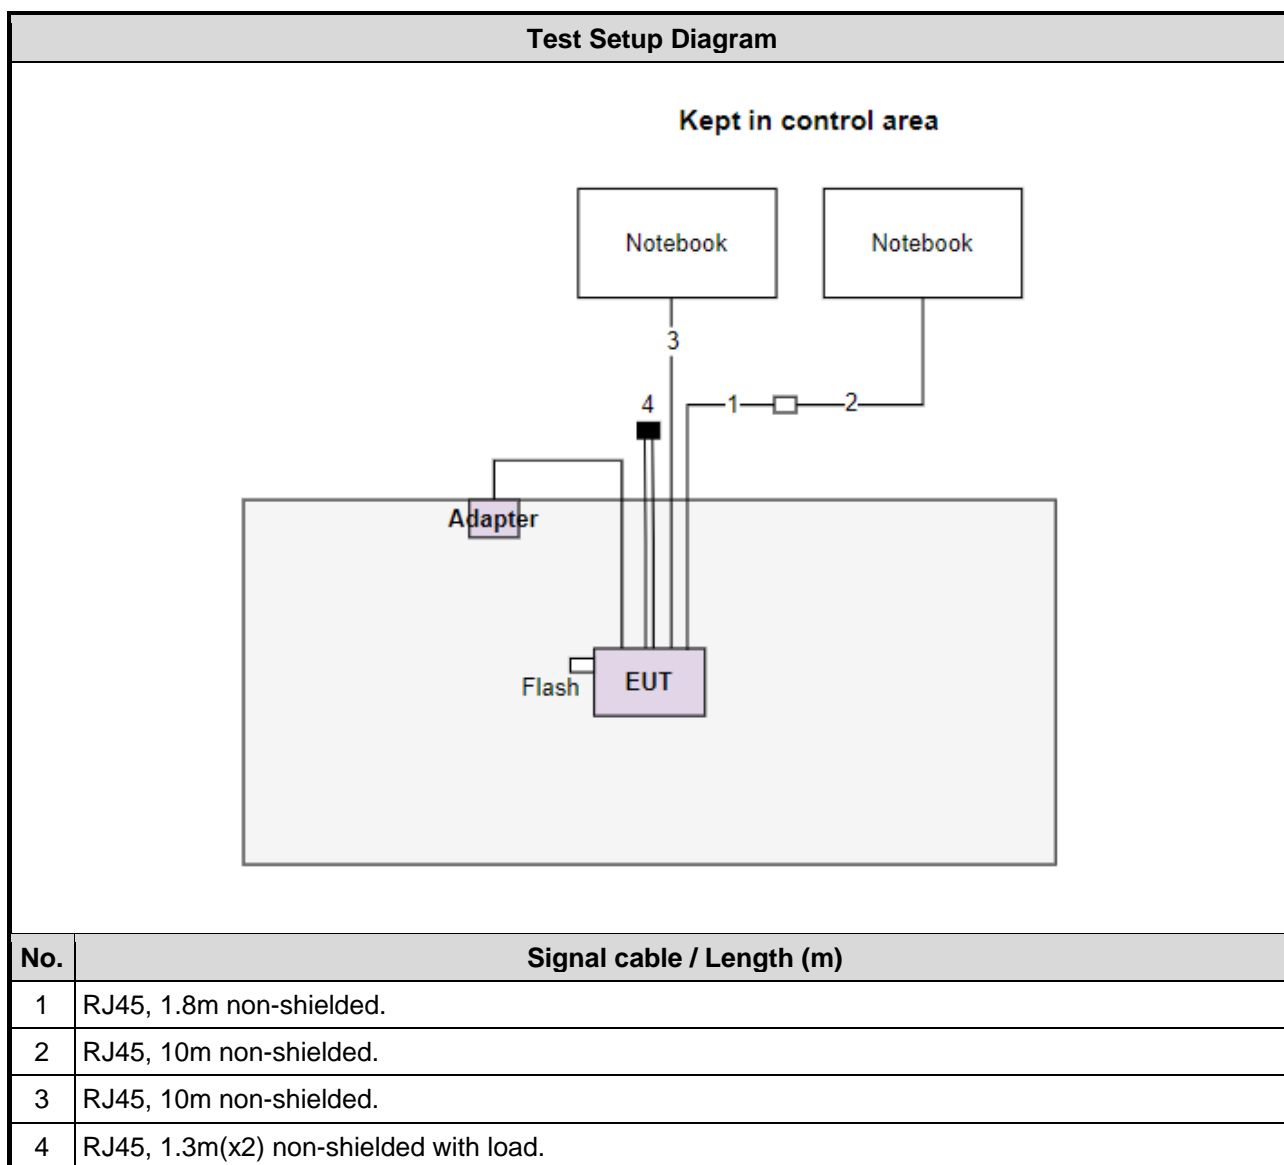 Test Setup Diagram
Kept in control area
Notebook
Notebook
3
4
1
2
Adapter
Flash
EUT
No. Signal cable / Length (m)
1 RJ45, 1.8m non-shielded.
2 RJ45, 10m non-shielded.
3 RJ45, 10m non-shielded.
4 RJ45, 1.3m(x2) non-shielded with load.